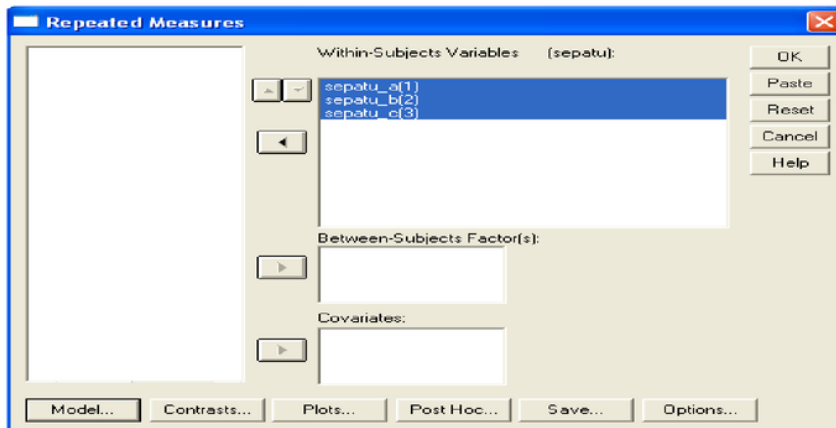 Repeated Measures
Within-Subjects Variables (sepatu):
sepatu_a(1)
sepatu_b(2)
sepatu_c(3)
OK
Paste
Reset
Cancel
Help
Between-Subjects Factor(s):
Covariates:
Model... Contrasts... Plots... Post Hoc... Save... Options...